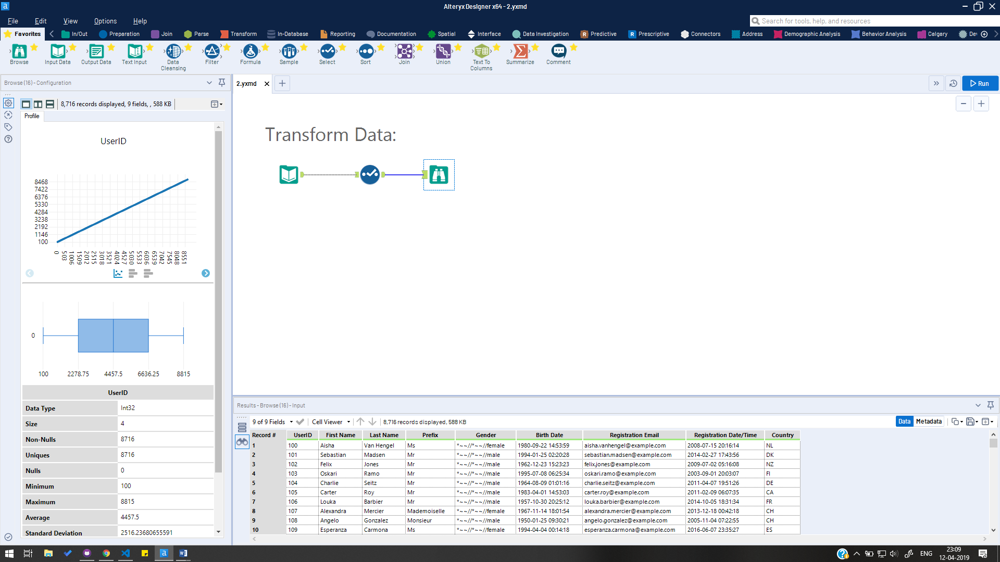 Alteryx Designer x64 - 2.yxmd
File Edit View Options Help
Search for tools, help, and resources
Favorites In/Out Preparation Join Parse Transform In-Database Reporting Documentation Spatial Interface Data Investigation Predictive Prescriptive Connectors Address Demographic Analysis Behavior Analysis Calgary De
Browse Input Data Output Data Text Input Data Cleansing Filter Formula Sample Select Sort Join Union Text To Columns Summarize Comment
Browse (16) - Configuration
2.yxmd
Run
8,716 records displayed, 9 fields, , 588 KB
Profile
UserID
8468
7422
6376
5330
4284
3238
2192
1146
100
0 503 1006 1509 2012 2515 3018 3521 4024 4527 5030 5533 6036 6539 7042 7545 8048 8551
0
100 2278.75 4457.5 6636.25 8815
UserID
Data Type Int32
Size 4
Non-Nulls 8716
Uniques 8716
Nulls 0
Minimum 100
Maximum 8815
Average 4457.5
Standard Deviation 2516.23680655591
Transform Data:
Results - Browse (16) - Input
9 of 9 Fields Cell Viewer 8,716 records displayed, 588 KB Data Metadata
Record # UserID First Name Last Name Prefix Gender Birth Date Registration Email Registration Date/Time Country
1 100 Aisha Van Hengel Ms *~~//*~~//female 1980-09-22 14:53:59 aisha.vanhengel@example.com 2008-07-15 20:16:14 NL
2 101 Sebastian Madsen Mr *~~//*~~//male 1994-01-25 02:20:28 sebastian.madsen@example.com 2014-02-27 17:43:56 DK
3 102 Felix Jones Mr *~~//*~~//male 1962-12-23 15:23:23 felix.jones@example.com 2009-07-02 05:16:08 NZ
4 103 Oskari Ramo Mr *~~//*~~//male 1995-07-08 06:25:34 oskari.ramo@example.com 2003-09-01 20:03:07 FI
5 104 Charlie Seitz Mr *~~//*~~//male 1964-08-09 01:01:16 charlie.seitz@example.com 2011-04-07 19:51:26 DE
6 105 Carter Roy Mr *~~//*~~//male 1983-04-01 14:53:03 carter.roy@example.com 2011-02-09 06:07:35 CA
7 106 Louka Barbier Mr *~~//*~~//male 1957-10-30 20:25:12 louka.barbier@example.com 2014-10-05 18:31:34 FR
8 107 Alexandra Mercier Mademoiselle *~~//*~~//female 1967-11-14 18:01:54 alexandra.mercier@example.com 2013-12-18 00:42:18 CH
9 108 Angelo Gonzalez Monsieur *~~//*~~//male 1950-01-25 09:30:21 angelo.gonzalez@example.com 2005-11-04 07:22:55 CH
10 109 Esperanza Carmona Ms *~~//*~~//female 1994-04-04 00:14:18 esperanza.carmona@example.com 2016-06-07 23:35:27 ES
ENG
23:09
12-04-2019